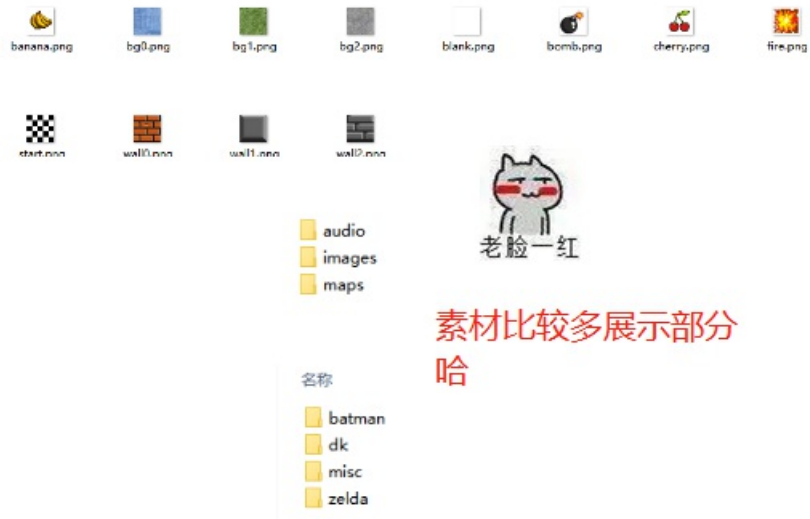 banana.png bg0.png bg1.png bg2.png blank.png bomb.png cherry.png fire.png
start.png wall0.png wall1.png wall2.png
老脸一红
audio
images
maps
素材比较多展示部分
哈
名称
batman
dk
misc
zelda